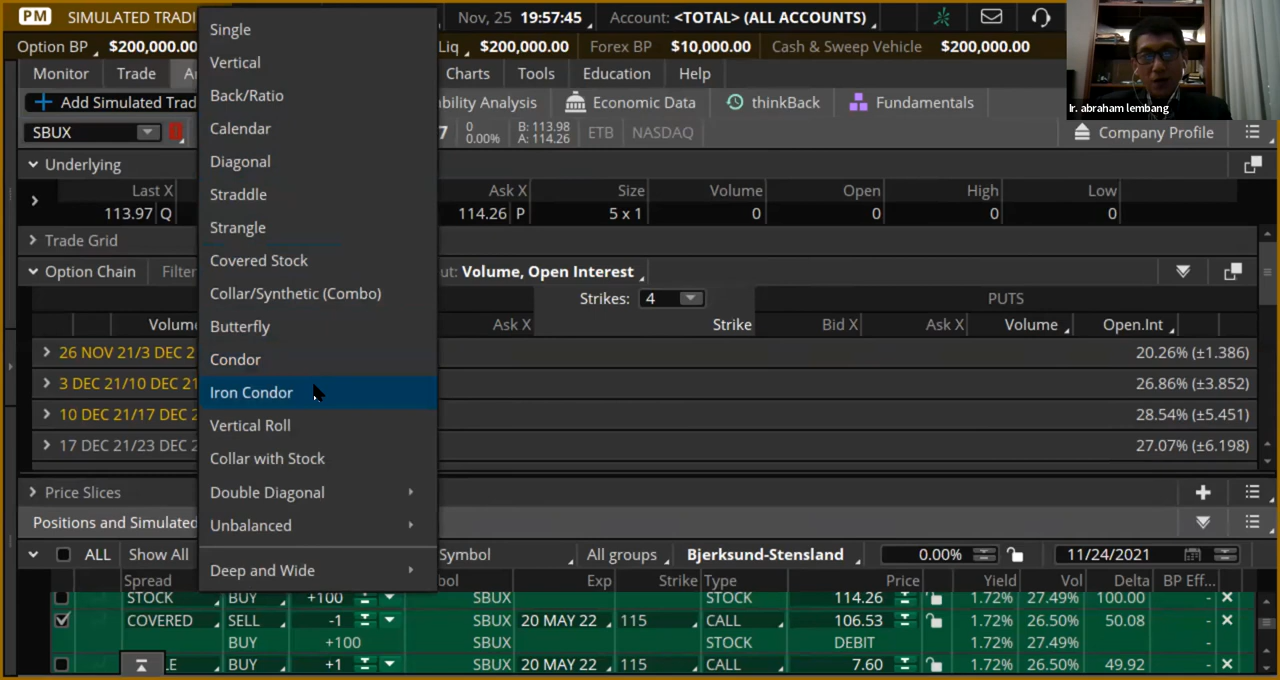 PM SIMULATED TRADI Nov, 25 19:57:45 Account: <TOTAL> (ALL ACCOUNTS)
Option BP $200,000.00 Liq $200,000.00 Forex BP $10,000.00 Cash & Sweep Vehicle $200,000.00
Monitor Trade An Charts Tools Education Help
Ir. abraham lembang
Add Simulated Trad bility Analysis Economic Data thinkBack Fundamentals
SBUX 7 0 0.00% B: 113.98 A: 114.26 ETB NASDAQ Company Profile
Underlying
Last X Ask X Size Volume Open High Low
113.97 Q 114.26 P 5 x 1 0 0 0 0
Trade Grid
Option Chain Filter ut: Volume, Open Interest
Strikes: 4 PUTS
Volum Ask X Strike Bid X Ask X Volume Open.Int
26 NOV 21/3 DEC 2 20.26% (±1.386)
3 DEC 21/10 DEC 21 26.86% (±3.852)
10 DEC 21/17 DEC 2 28.54% (±5.451)
17 DEC 21/23 DEC 2 27.07% (±6.198)
Price Slices
Positions and Simulated
ALL Show All Symbol All groups Bjerksund-Stensland 0.00% 11/24/2021
Spread bol Exp Strike Type Price Yield Vol Delta BP Eff...
STOCK BUY +100 SBUX STOCK 114.26 1.72% 27.49% 100.00 -
COVERED SELL -1 SBUX 20 MAY 22 115 CALL 106.53 1.72% 26.50% 50.08 -
BUY +100 SBUX STOCK DEBIT 1.72% 27.49%
.E BUY +1 SBUX 20 MAY 22 115 CALL 7.60 1.72% 26.50% 49.92 -
Single
Vertical
Back/Ratio
Calendar
Diagonal
Straddle
Strangle
Covered Stock
Collar/Synthetic (Combo)
Butterfly
Condor
Iron Condor
Vertical Roll
Collar with Stock
Double Diagonal
Unbalanced
Deep and Wide